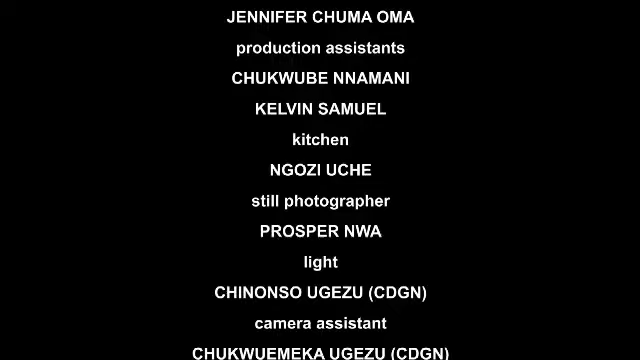 JENNIFER CHUMA OMA
production assistants
CHUKWUBE NNAMANI
KELVIN SAMUEL
kitchen
NGOZI UCHE
still photographer
PROSPER NWA
light
CHINONSO UGEZU (CDGN)
camera assistant
CHUKWUEMEKA UGEZU (CDGN)